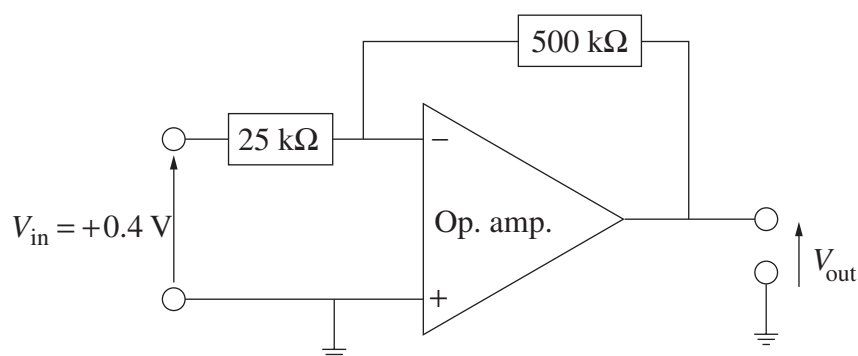 500 kΩ
25 kΩ
−
V_in = +0.4 V
Op. amp.
+
V_out